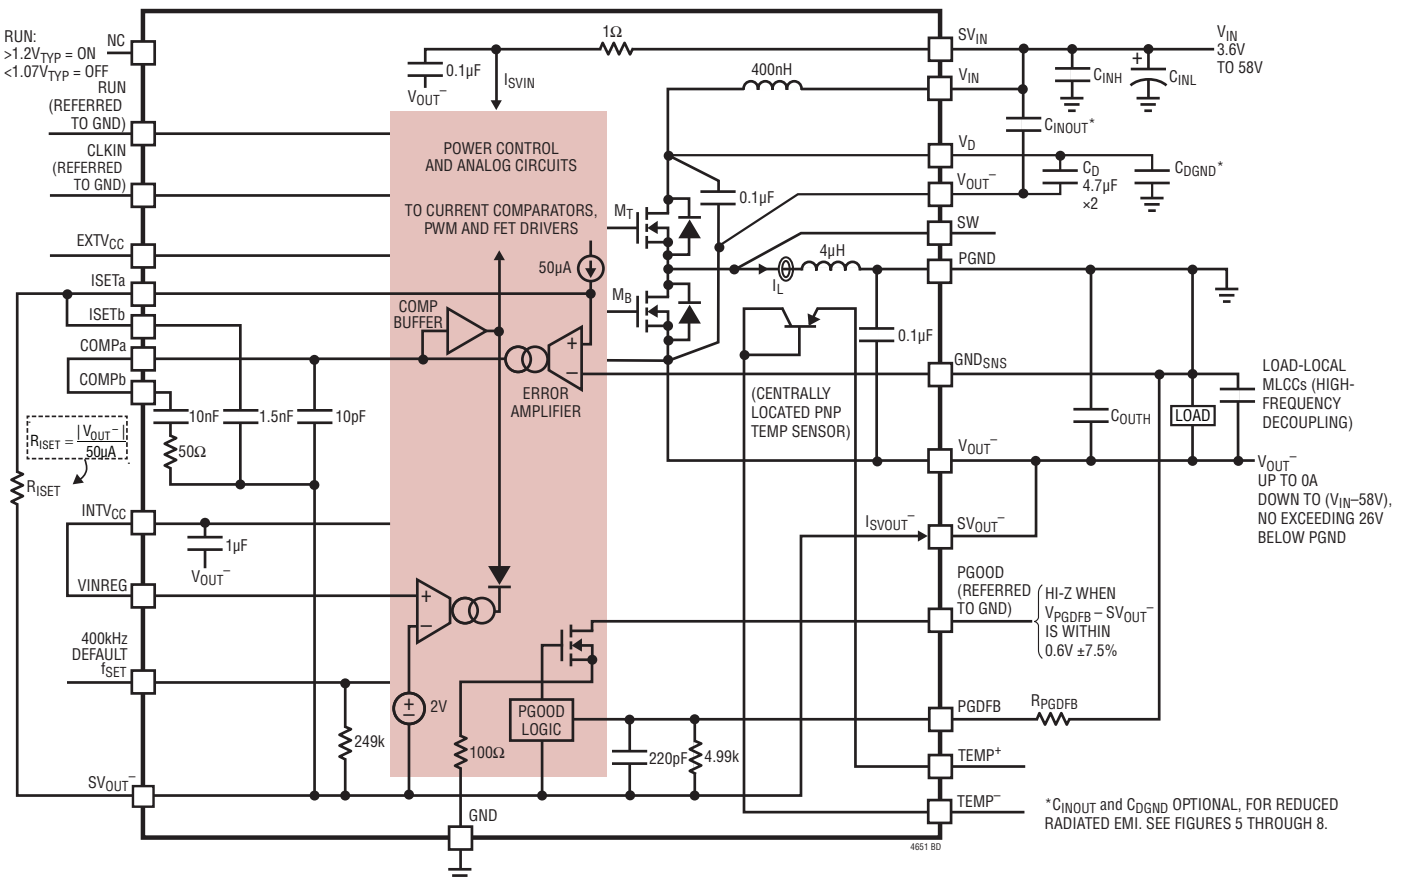 RUN:
>1.2VTYP = ON
<1.07VTYP = OFF
NC
RUN
(REFERRED
TO GND)
CLKIN
(REFERRED
TO GND)
EXTVCC
ISETa
ISETb
COMPa
COMPb
10nF
1.5nF
10pF
50Ω
RISET = |VOUT–| / 50µA
RISET
INTVCC
1µF
VOUT–
VINREG
400kHz
DEFAULT
fSET
249k
SVOUT–
0.1µF
VOUT–
ISVIN
1Ω
POWER CONTROL
AND ANALOG CIRCUITS
TO CURRENT COMPARATORS,
PWM AND FET DRIVERS
50µA
COMP
BUFFER
+
–
ERROR
AMPLIFIER
+
–
+
–
2V
PGOOD
LOGIC
100Ω
GND
400nH
MT
0.1µF
MB
IL
4µH
0.1µF
(CENTRALLY
LOCATED PNP
TEMP SENSOR)
ISVOUT–
220pF
4.99k
SVIN
VIN
VD
VOUT–
SW
PGND
GNDSNS
VOUT–
SVOUT–
PGOOD
(REFERRED
TO GND)
HI-Z WHEN
VPGDFB – SVOUT–
IS WITHIN
0.6V ±7.5%
PGDFB
RPGDFB
TEMP+
TEMP–
CINH
+
CINL
VIN
3.6V
TO 58V
CINOUT*
CD
4.7µF
×2
CDGND*
COUTH
LOAD
LOAD-LOCAL
MLCCs (HIGH-
FREQUENCY
DECOUPLING)
VOUT–
UP TO 0A
DOWN TO (VIN–58V),
NO EXCEEDING 26V
BELOW PGND
*CINOUT and CDGND OPTIONAL, FOR REDUCED
RADIATED EMI. SEE FIGURES 5 THROUGH 8.
4651 BD